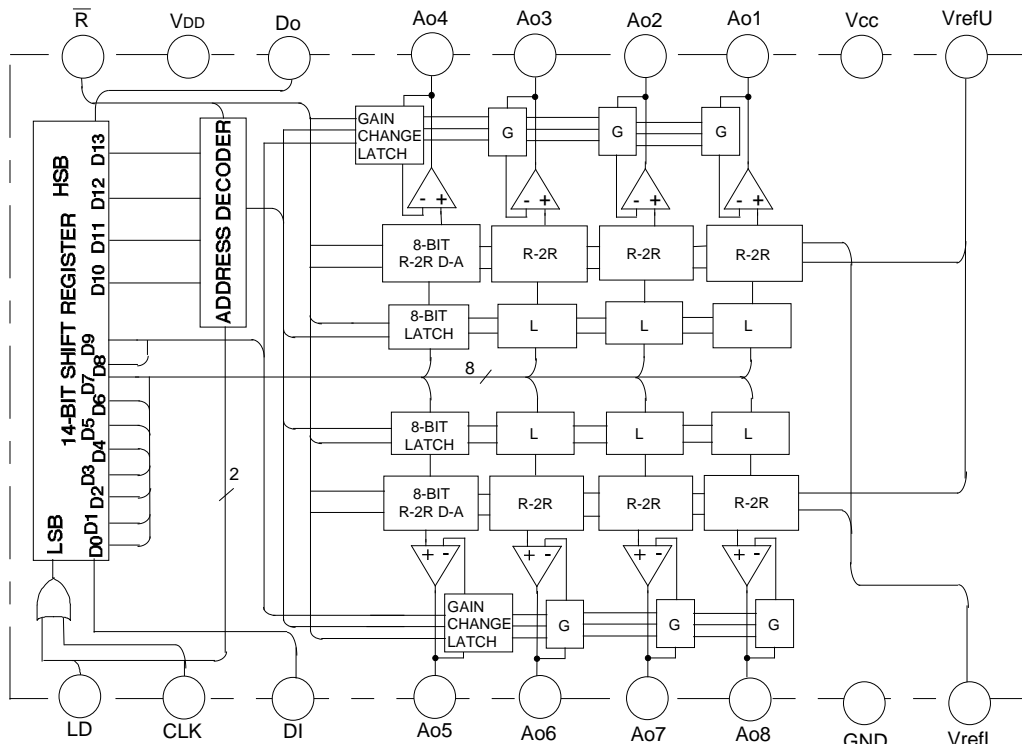 R VDD Do Ao4 Ao3 Ao2 Ao1 Vcc VrefU
GAIN
CHANGE
LATCH
G G G
- + - + - + - +
14-BIT SHIFT REGISTER
HSB
LSB
D13
D12
D11
D10
D9
D8
D7
D6
D5
D4
D3
D2
D1
D0
ADDRESS DECODER
8-BIT
R-2R D-A
R-2R R-2R R-2R
8-BIT
LATCH
L L L
8
8-BIT
LATCH
L L L
2
8-BIT
R-2R D-A
R-2R R-2R R-2R
+ - + - + - + -
GAIN
CHANGE
LATCH
G G G
LD CLK DI Ao5 Ao6 Ao7 Ao8 GND VrefL